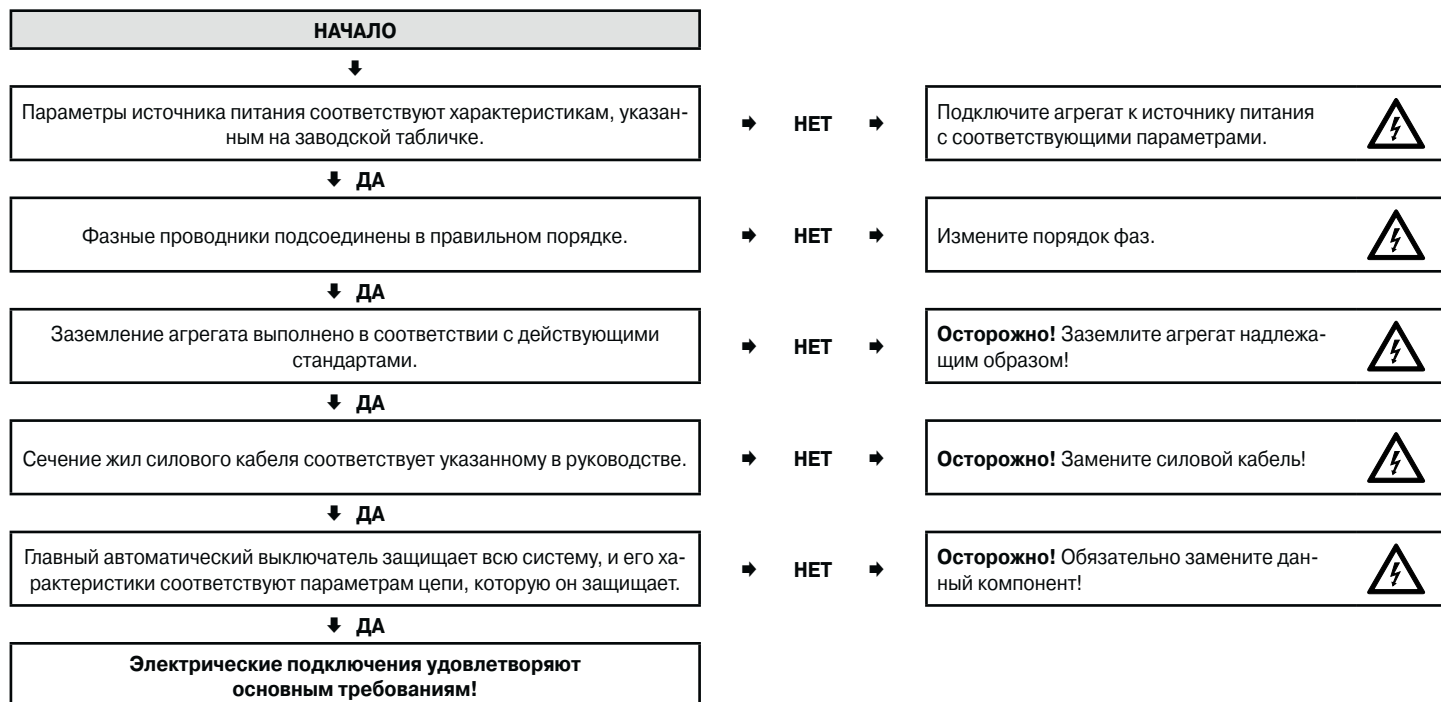 НАЧАЛО
Параметры источника питания соответствуют характеристикам, указан-
ным на заводской табличке.
НЕТ
Подключите агрегат к источнику питания
с соответствующими параметрами.
ДА
Фазные проводники подсоединены в правильном порядке.
НЕТ
Измените порядок фаз.
ДА
Заземление агрегата выполнено в соответствии с действующими
стандартами.
НЕТ
Осторожно! Заземлите агрегат надлежа-
щим образом!
ДА
Сечение жил силового кабеля соответствует указанному в руководстве.
НЕТ
Осторожно! Замените силовой кабель!
ДА
Главный автоматический выключатель защищает всю систему, и его ха-
рактеристики соответствуют параметрам цепи, которую он защищает.
НЕТ
Осторожно! Обязательно замените дан-
ный компонент!
ДА
Электрические подключения удовлетворяют
основным требованиям!